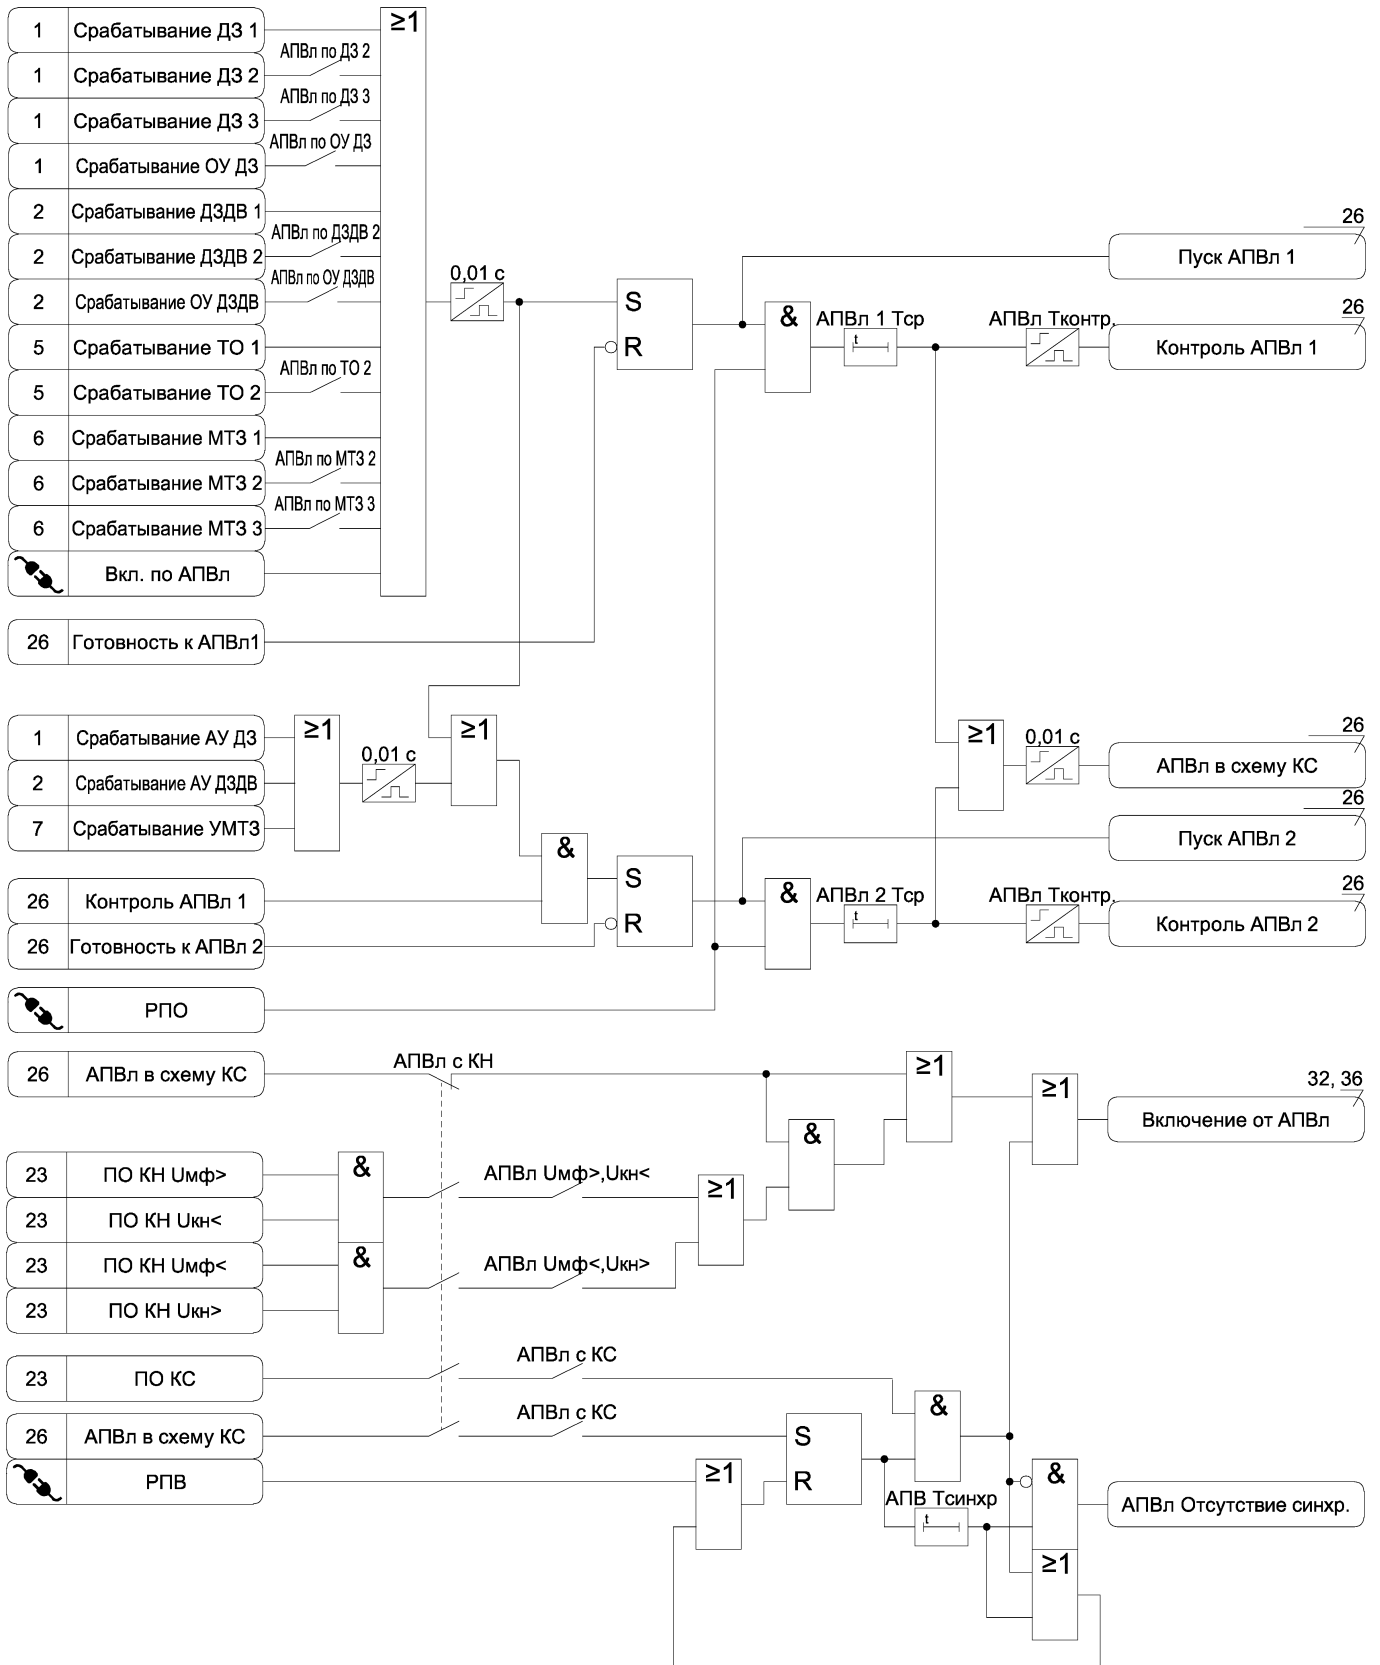 1 Срабатывание ДЗ 1
≥1
АПВл по ДЗ 2
1 Срабатывание ДЗ 2
АПВл по ДЗ 3
1 Срабатывание ДЗ 3
АПВл по ОУ ДЗ
1 Срабатывание ОУ ДЗ
2 Срабатывание ДЗДВ 1
26
АПВл по ДЗДВ 2
2 Срабатывание ДЗДВ 2
Пуск АПВл 1
АПВл по ОУ ДЗДВ
0,01 с
2 Срабатывание ОУ ДЗДВ
S
&
АПВл 1 Тср
АПВл Тконтр.
26
5 Срабатывание ТО 1
R
t
Контроль АПВл 1
АПВл по ТО 2
5 Срабатывание ТО 2
6 Срабатывание МТЗ 1
АПВл по МТЗ 2
6 Срабатывание МТЗ 2
АПВл по МТЗ 3
6 Срабатывание МТЗ 3
Вкл. по АПВл
26 Готовность к АПВл1
1 Срабатывание АУ ДЗ
≥1
≥1
≥1
0,01 с
26
0,01 с
АПВл в схему КС
2 Срабатывание АУ ДЗДВ
26
7 Срабатывание УМТЗ
Пуск АПВл 2
&
S
&
АПВл 2 Тср
АПВл Тконтр.
26
26 Контроль АПВл 1
R
t
Контроль АПВл 2
26 Готовность к АПВл 2
РПО
26 АПВл в схему КС
АПВл с КН
≥1
≥1
32, 36
Включение от АПВл
&
23 ПО КН Uмф>
&
АПВл Uмф>,Uкн<
≥1
23 ПО КН Uкн<
23 ПО КН Uмф<
&
АПВл Uмф<,Uкн>
23 ПО КН Uкн>
АПВл с КС
23 ПО КС
&
АПВл с КС
26 АПВл в схему КС
S
РПВ
≥1
R
&
АПВ Тсинхр
t
АПВл Отсутствие синхр.
≥1